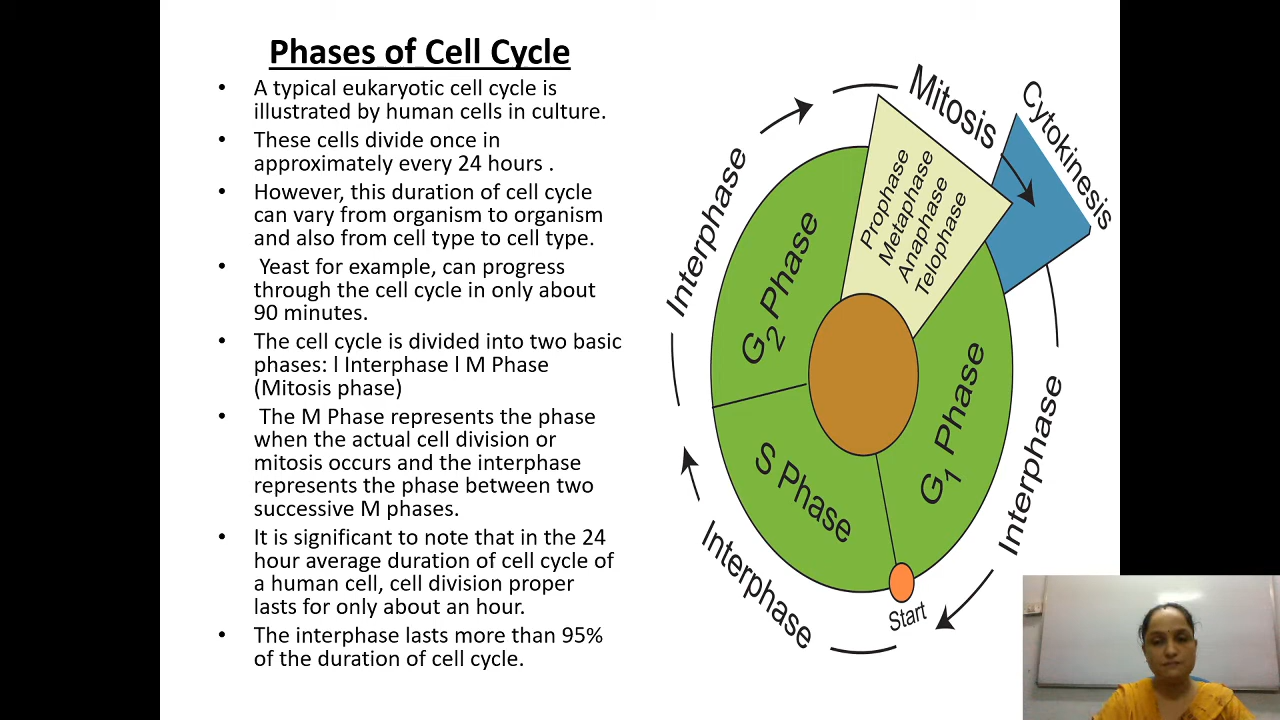 Phases of Cell Cycle
• A typical eukaryotic cell cycle is
illustrated by human cells in culture.
• These cells divide once in
approximately every 24 hours .
• However, this duration of cell cycle
can vary from organism to organism
and also from cell type to cell type.
• Yeast for example, can progress
through the cell cycle in only about
90 minutes.
• The cell cycle is divided into two basic
phases: l Interphase l M Phase
(Mitosis phase)
• The M Phase represents the phase
when the actual cell division or
mitosis occurs and the interphase
represents the phase between two
successive M phases.
• It is significant to note that in the 24
hour average duration of cell cycle of
a human cell, cell division proper
lasts for only about an hour.
• The interphase lasts more than 95%
of the duration of cell cycle.
Mitosis
Cytokinesis
Interphase
Prophase
Metaphase
Anaphase
Telophase
G2 Phase
G1 Phase
S Phase
Interphase
Interphase
Start